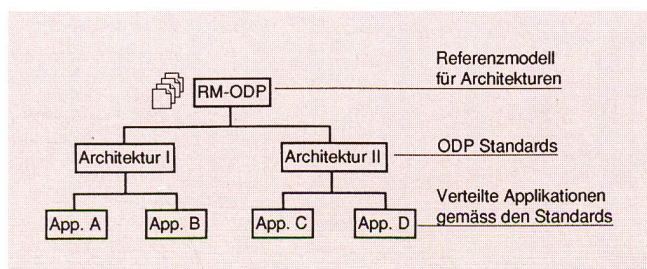 Referenzmodell
für Architekturen
RM-ODP
Architektur I
Architektur II
ODP Standards
Verteilte Applikationen
gemäss den Standards
App. A
App. B
App. C
App. D